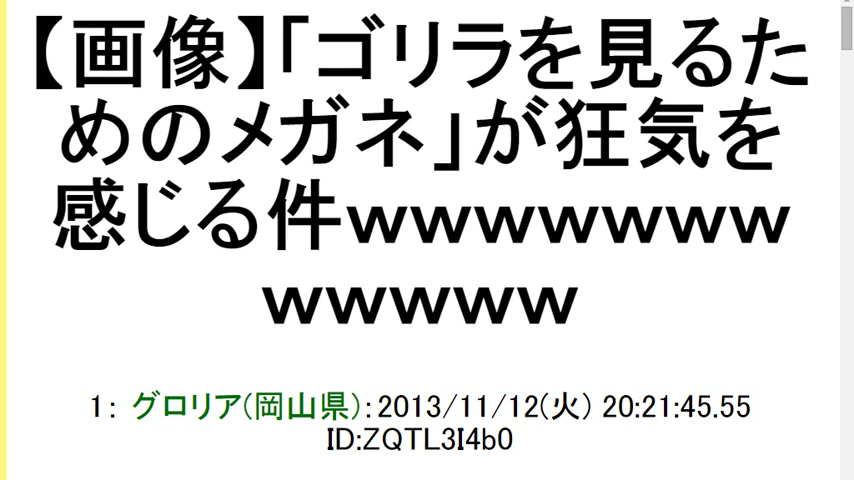 【画像】「ゴリラを見るた
めのメガネ」が狂気を
感じる件ｗｗｗｗｗｗｗ
ｗｗｗｗｗ
1： グロリア(岡山県)：2013/11/12(火) 20:21:45.55
ID:ZQTL3I4b0